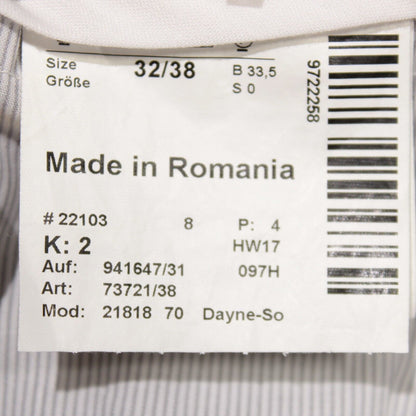 Size 32/38 B 33,5
Größe S 0
9722258
Made in Romania
# 22103 8 P: 4
K: 2 HW17
Auf: 941647/31 097H
Art: 73721/38
Mod: 21818 70 Dayne-So